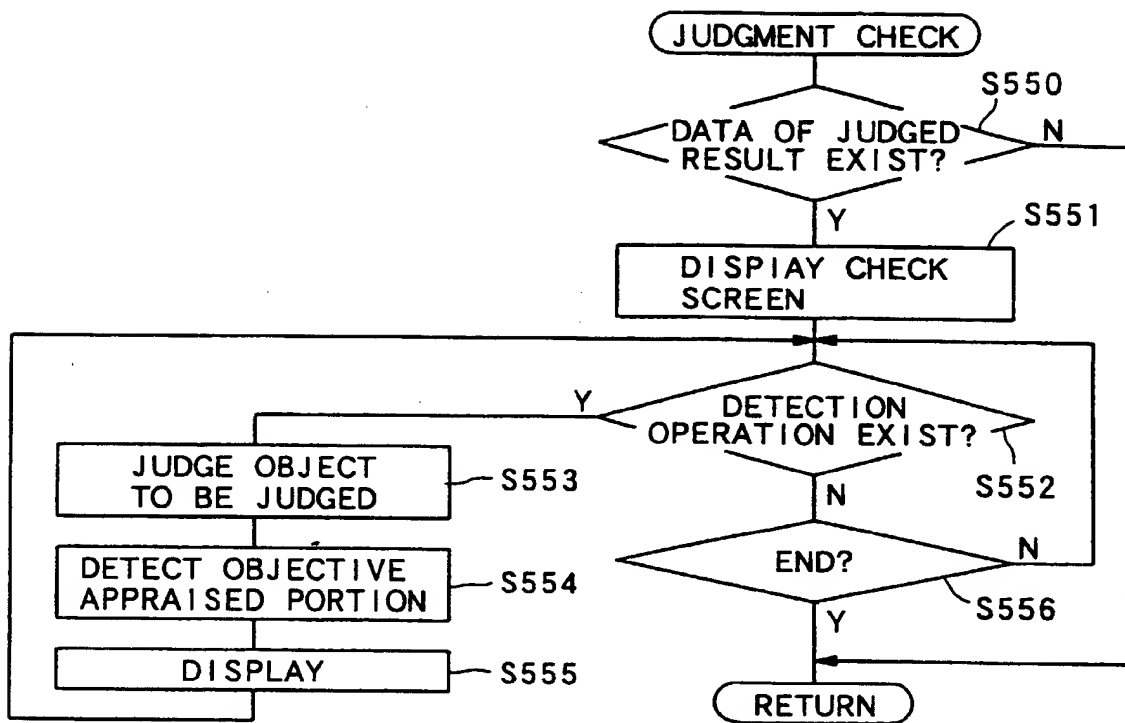 JUDGMENT CHECK
S550
DATA OF JUDGED
RESULT EXIST?
N
Y
S551
DISPIAY CHECK
SCREEN
Y
DETECTION
OPERATION EXIST?
S552
N
JUDGE OBJECT
TO BE JUDGED
S553
DETECT OBJECTIVE
APPRAISED PORTION
S554
END?
N
S556
Y
DISPLAY
S555
RETURN